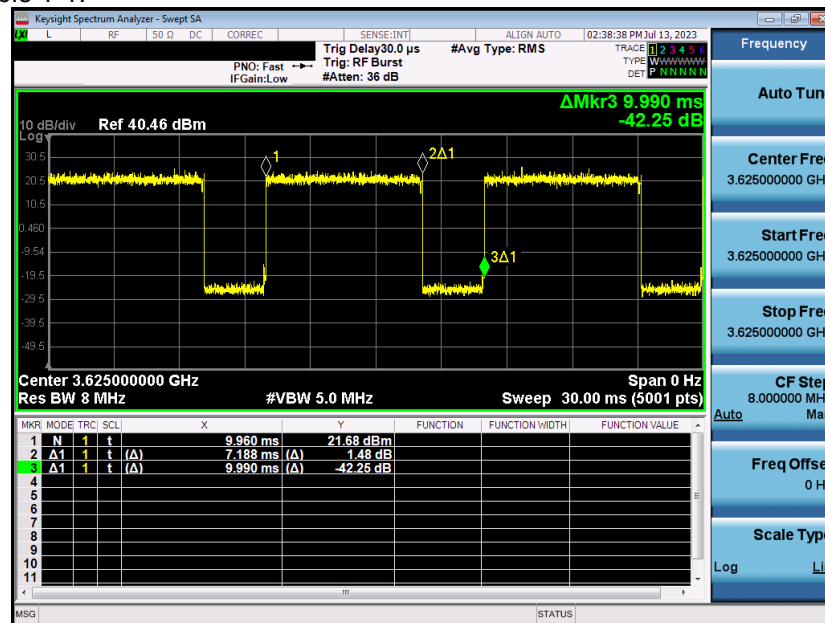 Keysight Spectrum Analyzer - Swept SA
LXI L RF 50 Ω DC CORREC SENSE:INT ALIGN AUTO 02:38:38 PM Jul 13, 2023
Trig Delay30.0 µs #Avg Type: RMS TRACE 1 2 3 4 5 6
PNO: Fast Trig: RF Burst TYPE WWWWWW
IFGain:Low #Atten: 36 dB DET P N N N N N
ΔMkr3 9.990 ms
-42.25 dB
10 dB/div Ref 40.46 dBm
Log
30.5
20.5
10.5
0.460
-9.54
-19.5
-29.5
-39.5
-49.5
1
2Δ1
3Δ1
Center 3.625000000 GHz Span 0 Hz
Res BW 8 MHz #VBW 5.0 MHz Sweep 30.00 ms (5001 pts)
MKR MODE TRC SCL X Y FUNCTION FUNCTION WIDTH FUNCTION VALUE
1 N 1 t 9.960 ms 21.68 dBm
2 Δ1 1 t (Δ) 7.188 ms (Δ) 1.48 dB
3 Δ1 1 t (Δ) 9.990 ms (Δ) -42.25 dB
4
5
6
7
8
9
10
11
MSG STATUS
Frequency
Auto Tun
Center Fre
3.625000000 GH
Start Fre
3.625000000 GH
Stop Fre
3.625000000 GH
CF Ste
8.000000 MH
Auto Ma
Freq Offse
0 H
Scale Typ
Log Li